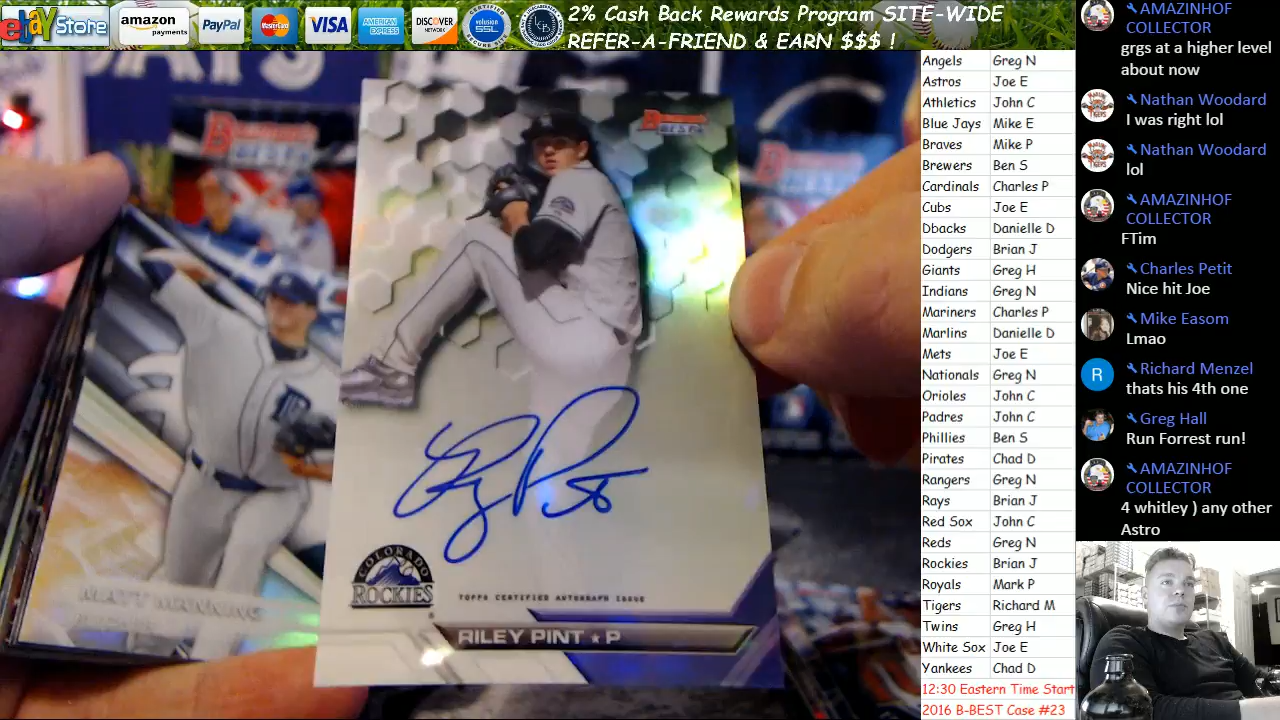 ebay Store
amazon
payments
PayPal
MasterCard
VISA
AMERICAN
EXPRESS
DISCOVER
NETWORK
volusion
SSL
2% Cash Back Rewards Program SITE-WIDE
REFER-A-FRIEND & EARN $$$ !
Bowman's
BEST
COLORADO
ROCKIES
TOPPS CERTIFIED AUTOGRAPH ISSUE
RILEY PINT ★ P
MATT MANNING
Angels Greg N
Astros Joe E
Athletics John C
Blue Jays Mike E
Braves Mike P
Brewers Ben S
Cardinals Charles P
Cubs Joe E
Dbacks Danielle D
Dodgers Brian J
Giants Greg H
Indians Greg N
Mariners Charles P
Marlins Danielle D
Mets Joe E
Nationals Greg N
Orioles John C
Padres John C
Phillies Ben S
Pirates Chad D
Rangers Greg N
Rays Brian J
Red Sox John C
Reds Greg N
Rockies Brian J
Royals Mark P
Tigers Richard M
Twins Greg H
White Sox Joe E
Yankees Chad D
12:30 Eastern Time Start
2016 B-BEST Case #23
AMAZINHOF
COLLECTOR
grgs at a higher level
about now
Nathan Woodard
I was right lol
Nathan Woodard
lol
AMAZINHOF
COLLECTOR
FTim
Charles Petit
Nice hit Joe
Mike Easom
Lmao
R
Richard Menzel
thats his 4th one
Greg Hall
Run Forrest run!
AMAZINHOF
COLLECTOR
4 whitley ) any other
Astro